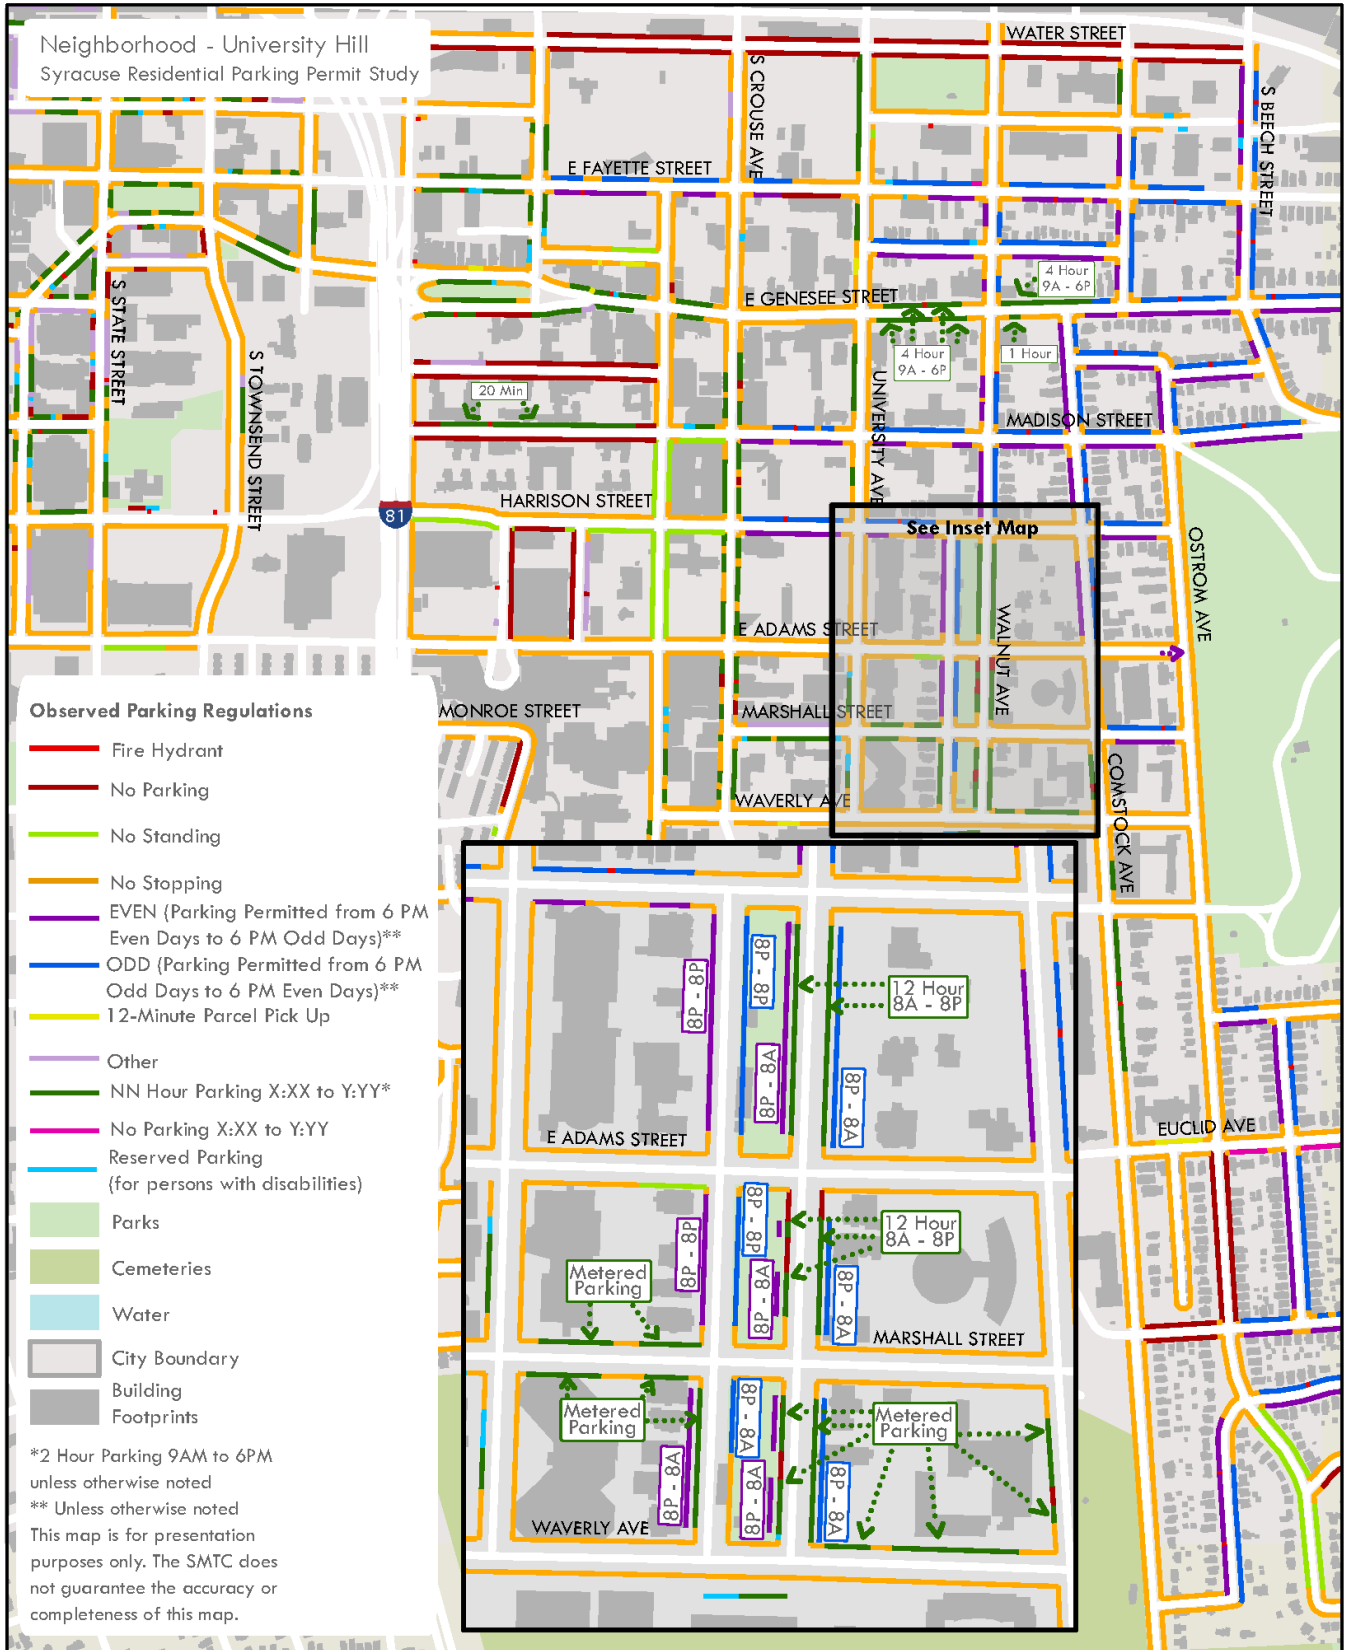 Neighborhood - University Hill
Syracuse Residential Parking Permit Study
WATER STREET
S CROUSE AVE
S BEECH STREET
E FAYETTE STREET
4 Hour
9A - 6P
E GENESEE STREET
S STATE STREET
S TOWNSEND STREET
4 Hour
9A - 6P
1 Hour
20 Min
UNIVERSITY AVE
MADISON STREET
HARRISON STREET
81
See Inset Map
OSTROM AVE
WALNUT AVE
E ADAMS STREET
MONROE STREET
MARSHALL STREET
WAVERLY AVE
COMSTOCK AVE
EUCLID AVE
Observed Parking Regulations
Fire Hydrant
No Parking
No Standing
No Stopping
EVEN (Parking Permitted from 6 PM
Even Days to 6 PM Odd Days)**
ODD (Parking Permitted from 6 PM
Odd Days to 6 PM Even Days)**
12-Minute Parcel Pick Up
Other
NN Hour Parking X:XX to Y:YY*
No Parking X:XX to Y:YY
Reserved Parking
(for persons with disabilities)
Parks
Cemeteries
Water
City Boundary
Building
Footprints
*2 Hour Parking 9AM to 6PM
unless otherwise noted
** Unless otherwise noted
This map is for presentation
purposes only. The SMTC does
not guarantee the accuracy or
completeness of this map.
8P - 8P
8P - 8P
8P - 8A
12 Hour
8A - 8P
8P - 8A
E ADAMS STREET
8P - 8P
8P - 8P
8P - 8A
12 Hour
8A - 8P
8P - 8A
Metered
Parking
MARSHALL STREET
Metered
Parking
8P - 8A
8P - 8A
8P - 8A
Metered
Parking
8P - 8A
WAVERLY AVE